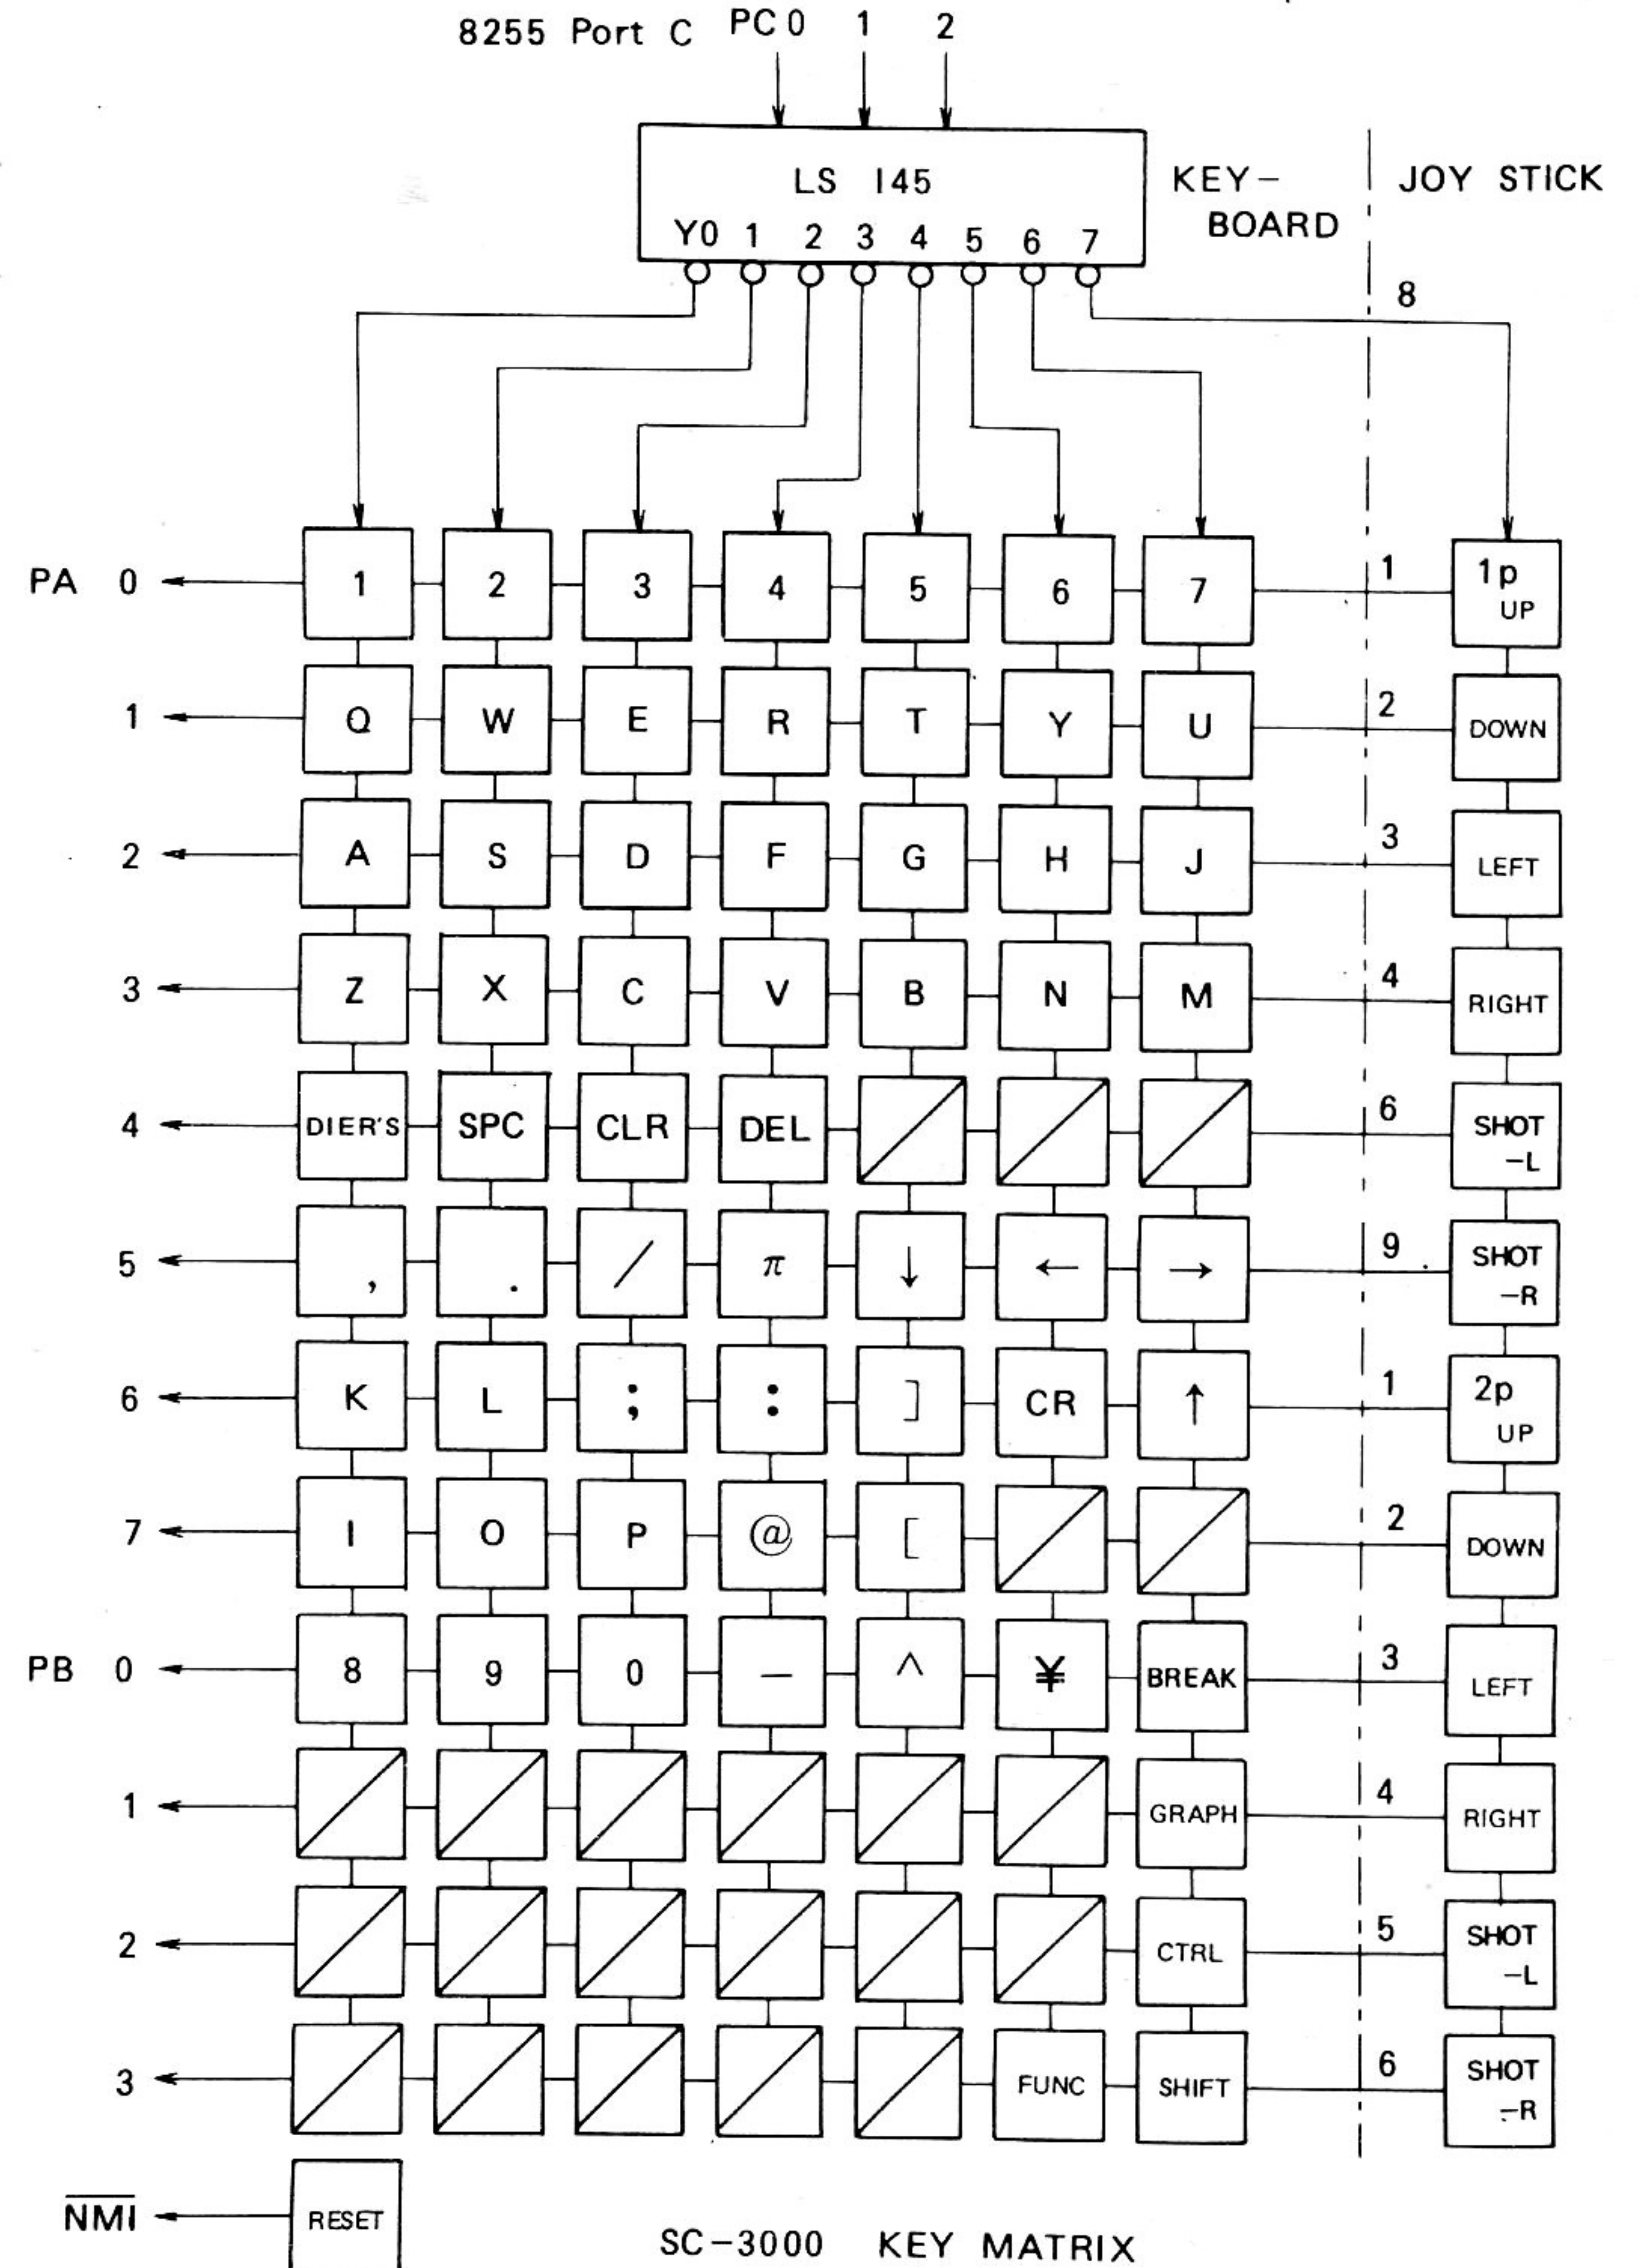 8255 Port C PC 0 1 2
LS I45
KEY-
BOARD
JOY STICK
Y0 1 2 3 4 5 6 7
8
PA 0 1 2 3 4 5 6 7 1 1p UP
1 Q W E R T Y U 2 DOWN
2 A S D F G H J 3 LEFT
3 Z X C V B N M 4 RIGHT
4 DIER'S SPC CLR DEL 6 SHOT -L
5 , . / π ↓ ← → 9 SHOT -R
6 K L ; : ] CR ↑ 1 2p UP
7 I O P @ [ 2 DOWN
PB 0 8 9 0 - ^ ¥ BREAK 3 LEFT
1 GRAPH 4 RIGHT
2 CTRL 5 SHOT -L
3 FUNC SHIFT 6 SHOT -R
NMI RESET
SC-3000 KEY MATRIX